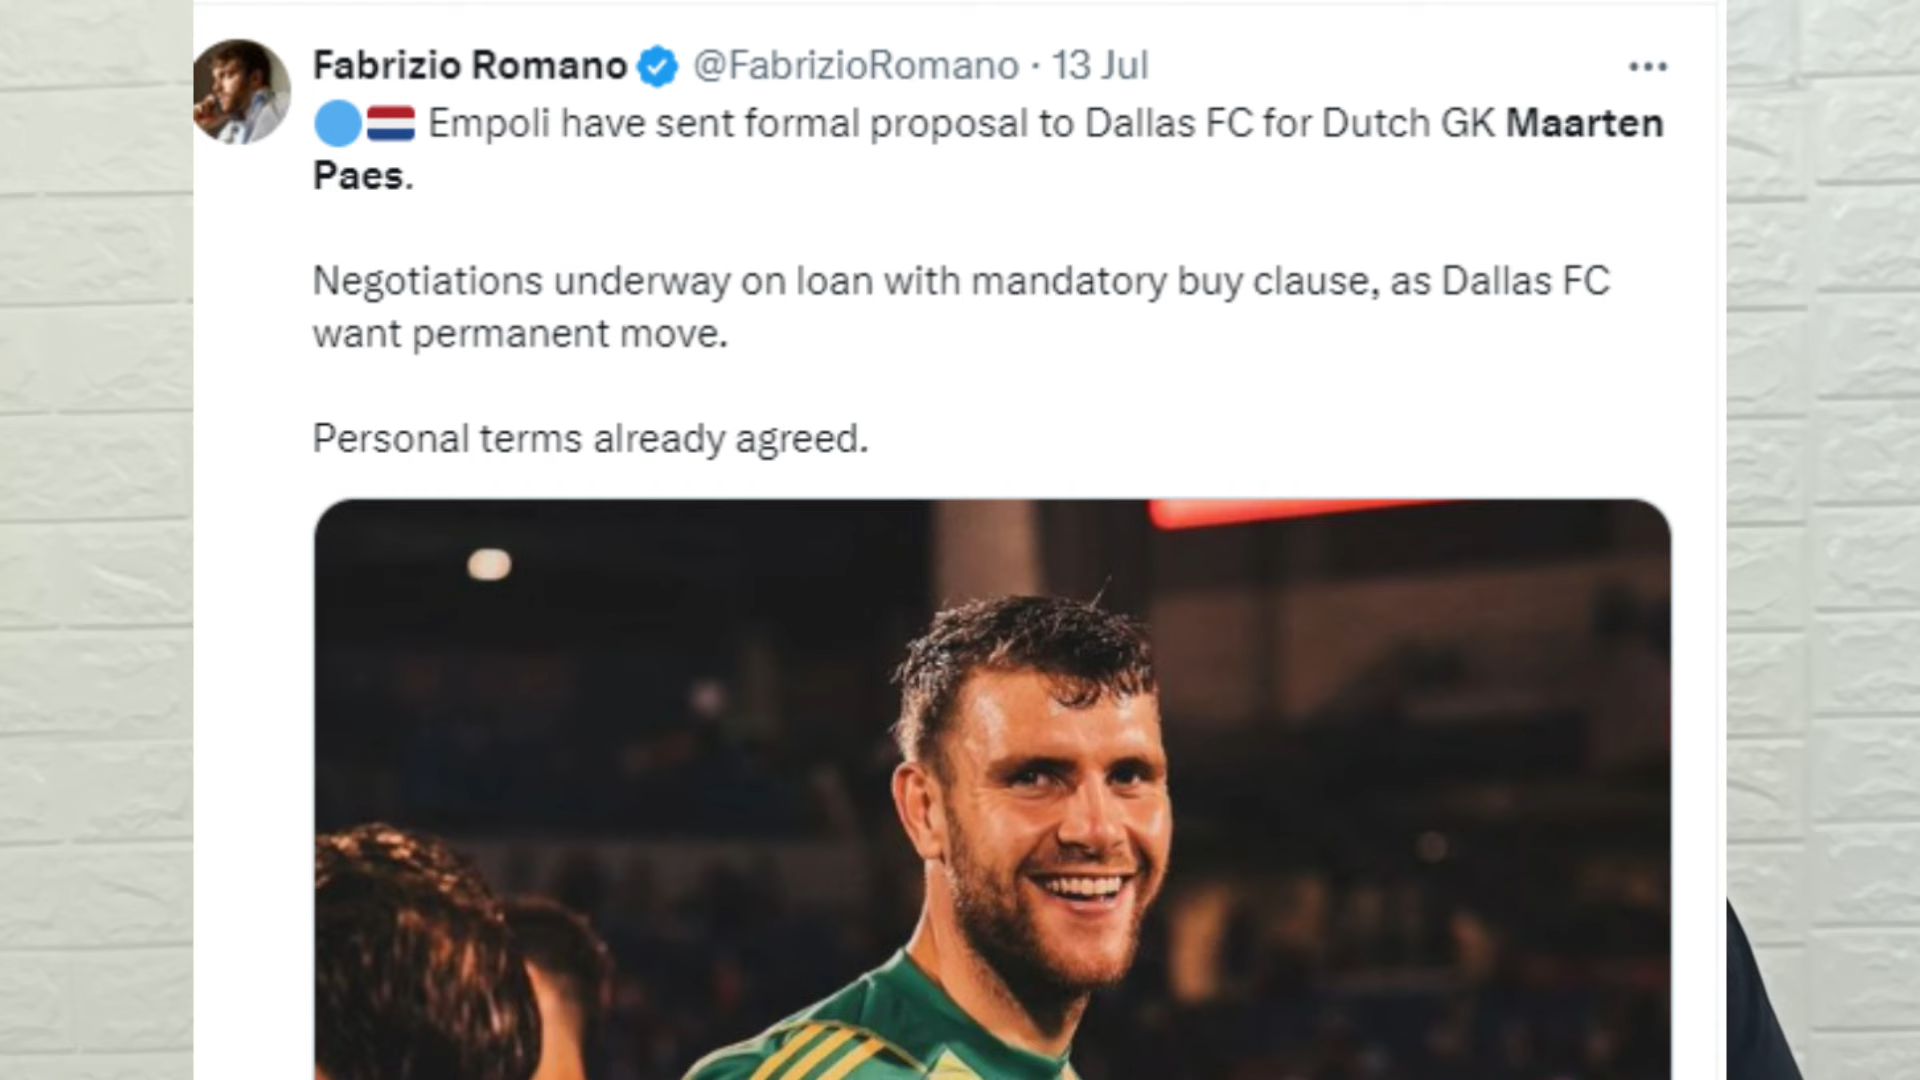 Fabrizio Romano @FabrizioRomano · 13 Jul
Empoli have sent formal proposal to Dallas FC for Dutch GK Maarten
Paes.
Negotiations underway on loan with mandatory buy clause, as Dallas FC
want permanent move.
Personal terms already agreed.